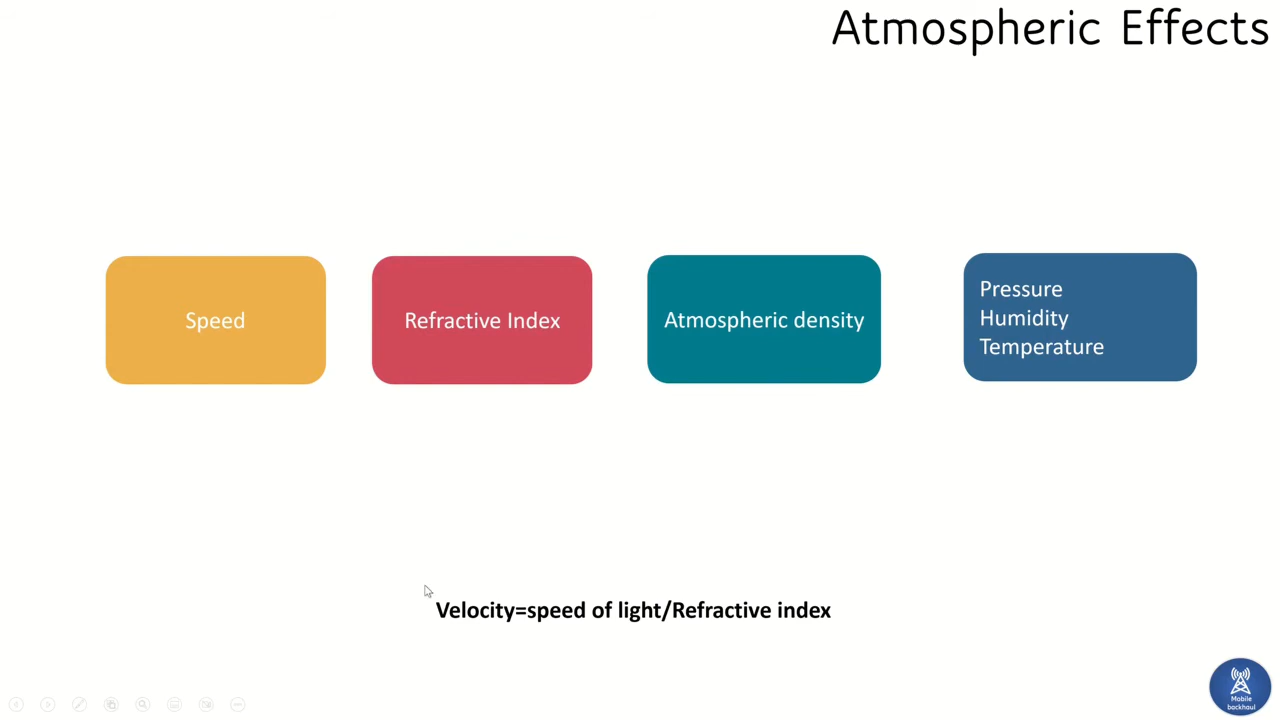 Atmospheric Effects
Speed
Refractive Index
Atmospheric density
Pressure
Humidity
Temperature
Velocity=speed of light/Refractive index
Mobile
backhaul